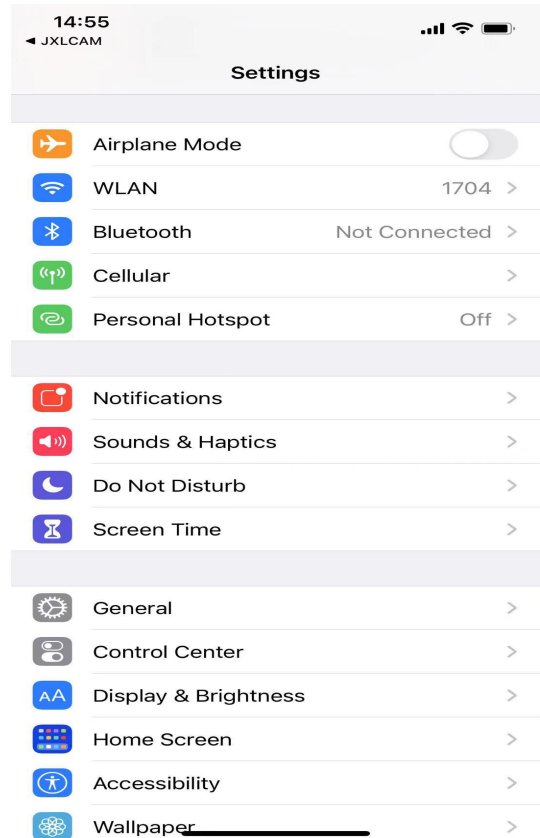 14:55
◀ JXLCAM
Settings
Airplane Mode
WLAN 1704 >
Bluetooth Not Connected >
Cellular >
Personal Hotspot Off >
Notifications >
Sounds & Haptics >
Do Not Disturb >
Screen Time >
General >
Control Center >
AA Display & Brightness >
Home Screen >
Accessibility >
Wallpaper >